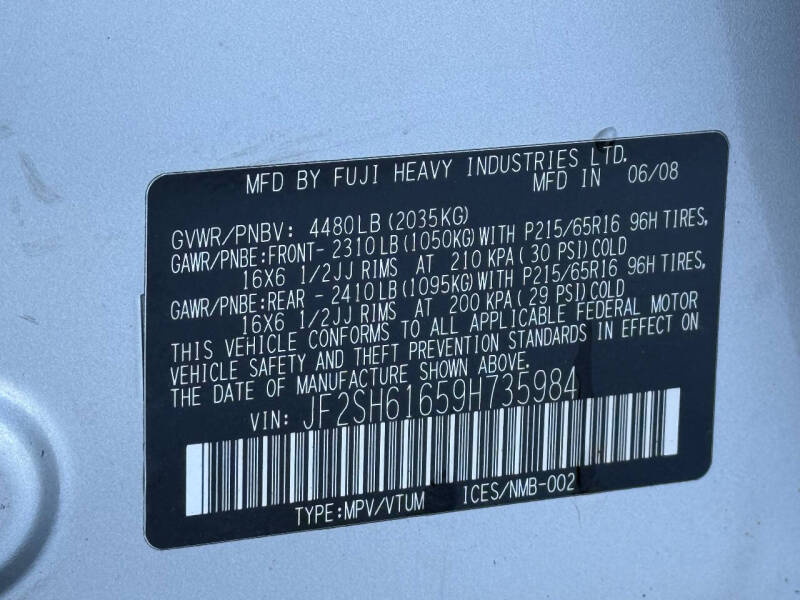 MFD BY FUJI HEAVY INDUSTRIES LTD.
MFD IN 06/08
GVWR/PNBV: 4480LB(2035KG)
GAWR/PNBE:FRONT- 2310LB(1050KG)WITH P215/65R16 96H TIRES,
16X6 1/2JJ RIMS AT 210 KPA( 30 PSI)COLD
GAWR/PNBE:REAR - 2410LB(1095KG)WITH P215/65R16 96H TIRES,
16X6 1/2JJ RIMS AT 200 KPA( 29 PSI)COLD
THIS VEHICLE CONFORMS TO ALL APPLICABLE FEDERAL MOTOR
VEHICLE SAFETY AND THEFT PREVENTION STANDARDS IN EFFECT ON
THE DATE OF MANUFACTURE SHOWN ABOVE.
VIN: JF2SH61659H735984
TYPE:MPV/VTUM ICES/NMB-002